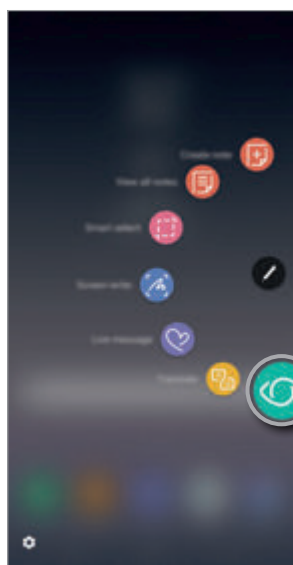 Create note
View all notes
Smart select
Screen write
Live message
Translate